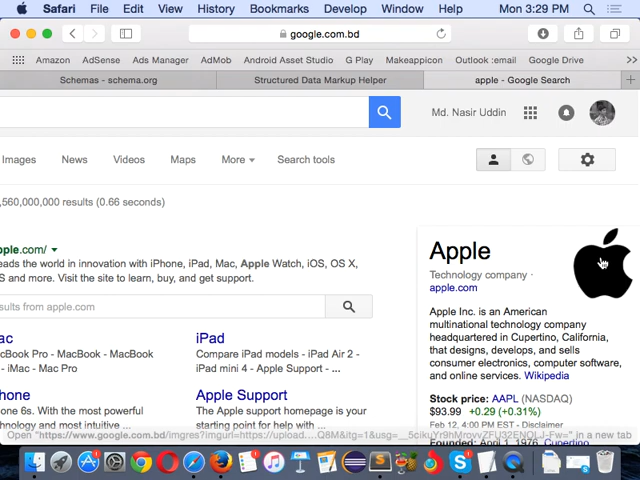 Safari File Edit View History Bookmarks Develop Window Help Mon 3:29 PM
google.com.bd
Amazon AdSense Ads Manager AdMob Android Asset Studio G Play Makeappicon Outlook :email Google Drive >>
Schemas - schema.org Structured Data Markup Helper apple - Google Search +
Md. Nasir Uddin
Images News Videos Maps More Search tools
,560,000,000 results (0.66 seconds)
ple.com/
eads the world in innovation with iPhone, iPad, Mac, Apple Watch, iOS, OS X,
S and more. Visit the site to learn, buy, and get support.
sults from apple.com
ac
cBook Pro - MacBook - MacBook
- iMac - Mac Pro
iPad
Compare iPad models - iPad Air 2 -
iPad mini 4 - Apple Support - ...
hone
one 6s. With the most powerful
chnology and most intuitive ...
Apple Support
The Apple support homepage is your
starting point for help with ...
Apple
Technology company ·
apple.com
Apple Inc. is an American
multinational technology company
headquartered in Cupertino, California,
that designs, develops, and sells
consumer electronics, computer software,
and online services. Wikipedia
Stock price: AAPL (NASDAQ)
$93.99 +0.29 (+0.31%)
Feb 12, 4:00 PM EST - Disclaimer
Founded: April 1, 1976, Cupertino
Open "https://www.google.com.bd/imgres?imgurl=https://upload.… in a new tab